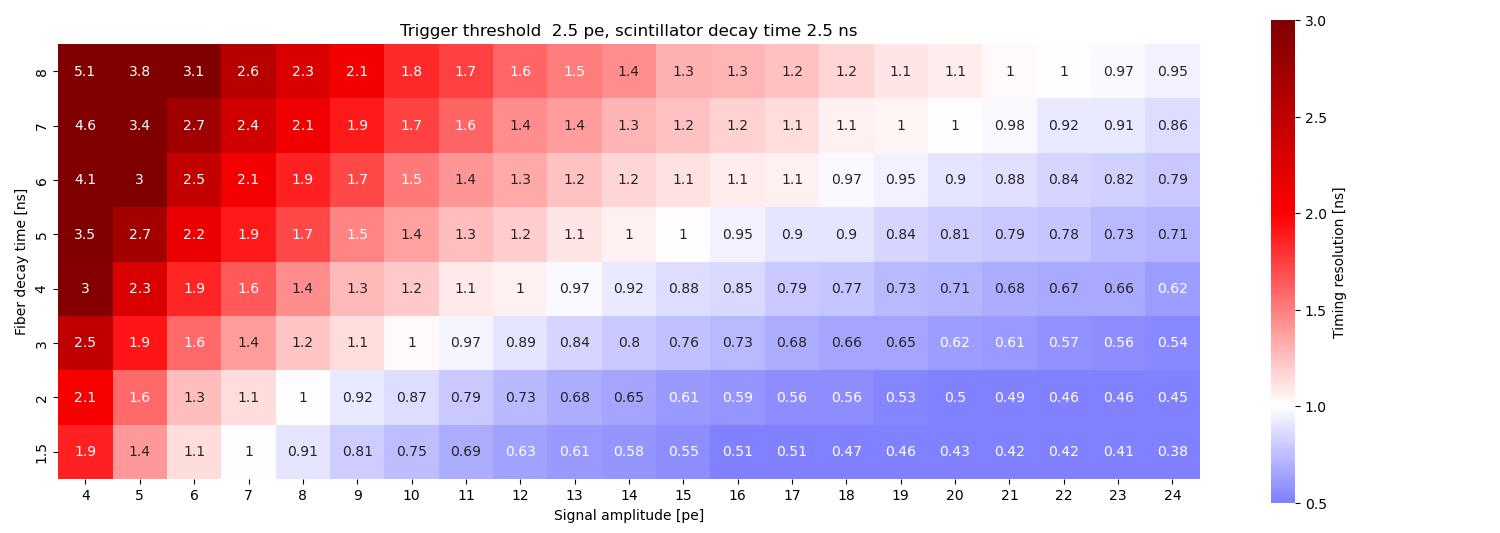 Trigger threshold  2.5 pe, scintillator decay time 2.5 ns
Fiber decay time [ns]
8 5.1 3.8 3.1 2.6 2.3 2.1 1.8 1.7 1.6 1.5 1.4 1.3 1.3 1.2 1.2 1.1 1.1 1 1 0.97 0.95
7 4.6 3.4 2.7 2.4 2.1 1.9 1.7 1.6 1.4 1.4 1.3 1.2 1.2 1.1 1.1 1 1 0.98 0.92 0.91 0.86
6 4.1 3 2.5 2.1 1.9 1.7 1.5 1.4 1.3 1.2 1.2 1.1 1.1 1.1 0.97 0.95 0.9 0.88 0.84 0.82 0.79
5 3.5 2.7 2.2 1.9 1.7 1.5 1.4 1.3 1.2 1.1 1 1 0.95 0.9 0.9 0.84 0.81 0.79 0.78 0.73 0.71
4 3 2.3 1.9 1.6 1.4 1.3 1.2 1.1 1 0.97 0.92 0.88 0.85 0.79 0.77 0.73 0.71 0.68 0.67 0.66 0.62
3 2.5 1.9 1.6 1.4 1.2 1.1 1 0.97 0.89 0.84 0.8 0.76 0.73 0.68 0.66 0.65 0.62 0.61 0.57 0.56 0.54
2 2.1 1.6 1.3 1.1 1 0.92 0.87 0.79 0.73 0.68 0.65 0.61 0.59 0.56 0.56 0.53 0.5 0.49 0.46 0.46 0.45
1.5 1.9 1.4 1.1 1 0.91 0.81 0.75 0.69 0.63 0.61 0.58 0.55 0.51 0.51 0.47 0.46 0.43 0.42 0.42 0.41 0.38
4 5 6 7 8 9 10 11 12 13 14 15 16 17 18 19 20 21 22 23 24
Signal amplitude [pe]
3.0
2.5
2.0
1.5
1.0
0.5
Timing resolution [ns]